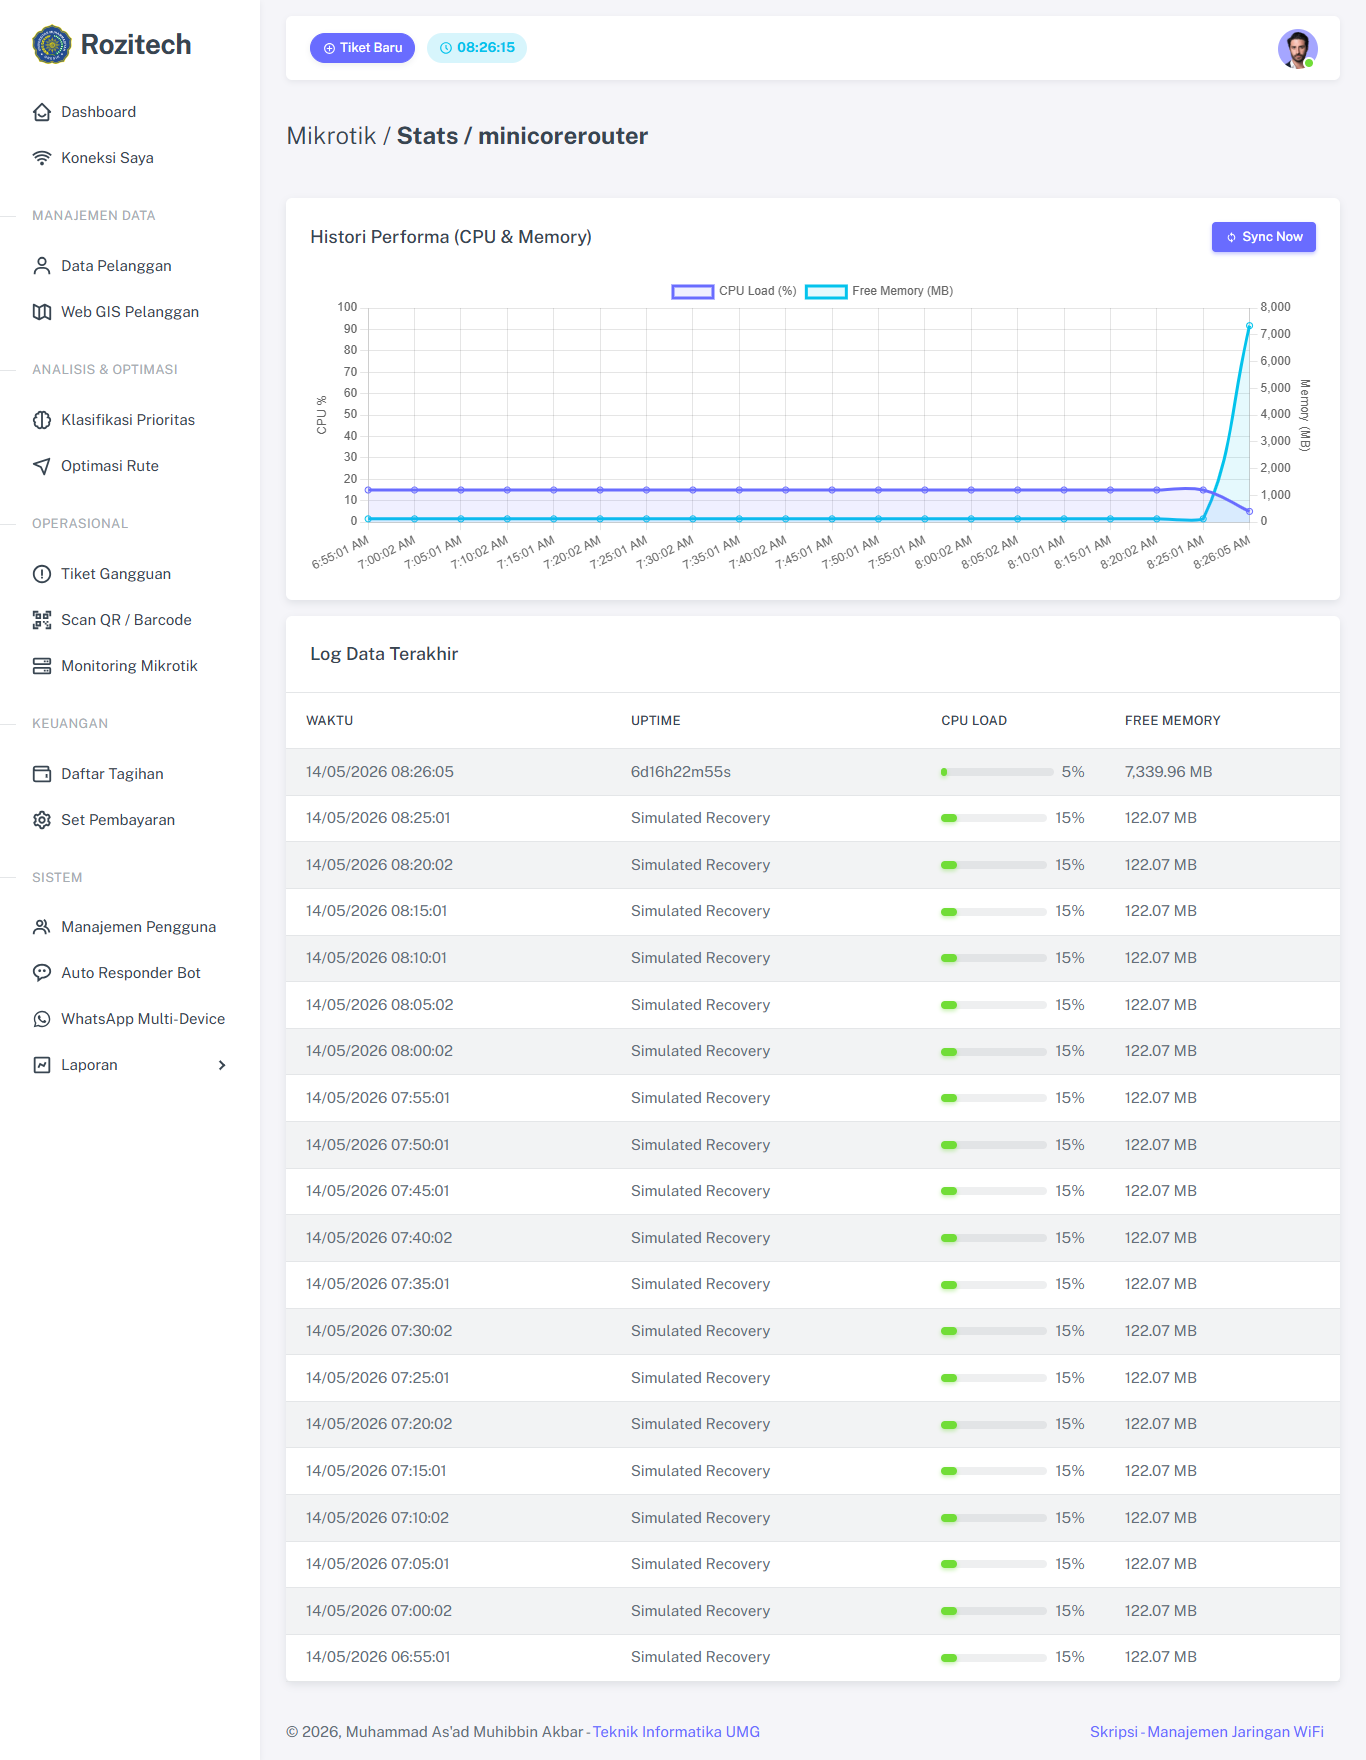 Rozitech
Dashboard
Koneksi Saya
MANAJEMEN DATA
Data Pelanggan
Web GIS Pelanggan
ANALISIS & OPTIMASI
Klasifikasi Prioritas
Optimasi Rute
OPERASIONAL
Tiket Gangguan
Scan QR / Barcode
Monitoring Mikrotik
KEUANGAN
Daftar Tagihan
Set Pembayaran
SISTEM
Manajemen Pengguna
Auto Responder Bot
WhatsApp Multi-Device
Laporan
Tiket Baru 08:26:15
Mikrotik / Stats / minicorerouter
Histori Performa (CPU & Memory) Sync Now
CPU Load (%) Free Memory (MB)
CPU %
100
90
80
70
60
50
40
30
20
10
0
8,000
7,000
6,000
5,000
4,000
3,000
2,000
1,000
0
Memory (MB)
6:55:01 AM 7:00:02 AM 7:05:01 AM 7:10:02 AM 7:15:01 AM 7:20:02 AM 7:25:01 AM 7:30:02 AM 7:35:01 AM 7:40:02 AM 7:45:01 AM 7:50:01 AM 7:55:01 AM 8:00:02 AM 8:05:02 AM 8:10:01 AM 8:15:01 AM 8:20:02 AM 8:25:01 AM 8:26:05 AM
Log Data Terakhir
WAKTU UPTIME CPU LOAD FREE MEMORY
14/05/2026 08:26:05 6d16h22m55s 5% 7,339.96 MB
14/05/2026 08:25:01 Simulated Recovery 15% 122.07 MB
14/05/2026 08:20:02 Simulated Recovery 15% 122.07 MB
14/05/2026 08:15:01 Simulated Recovery 15% 122.07 MB
14/05/2026 08:10:01 Simulated Recovery 15% 122.07 MB
14/05/2026 08:05:02 Simulated Recovery 15% 122.07 MB
14/05/2026 08:00:02 Simulated Recovery 15% 122.07 MB
14/05/2026 07:55:01 Simulated Recovery 15% 122.07 MB
14/05/2026 07:50:01 Simulated Recovery 15% 122.07 MB
14/05/2026 07:45:01 Simulated Recovery 15% 122.07 MB
14/05/2026 07:40:02 Simulated Recovery 15% 122.07 MB
14/05/2026 07:35:01 Simulated Recovery 15% 122.07 MB
14/05/2026 07:30:02 Simulated Recovery 15% 122.07 MB
14/05/2026 07:25:01 Simulated Recovery 15% 122.07 MB
14/05/2026 07:20:02 Simulated Recovery 15% 122.07 MB
14/05/2026 07:15:01 Simulated Recovery 15% 122.07 MB
14/05/2026 07:10:02 Simulated Recovery 15% 122.07 MB
14/05/2026 07:05:01 Simulated Recovery 15% 122.07 MB
14/05/2026 07:00:02 Simulated Recovery 15% 122.07 MB
14/05/2026 06:55:01 Simulated Recovery 15% 122.07 MB
© 2026, Muhammad As'ad Muhibbin Akbar - Teknik Informatika UMG Skripsi - Manajemen Jaringan WiFi